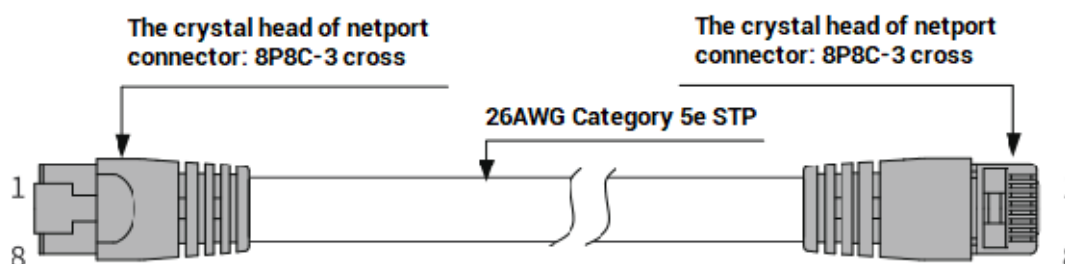 The crystal head of netport
connector: 8P8C-3 cross
The crystal head of netport
connector: 8P8C-3 cross
26AWG Category 5e STP
1
8